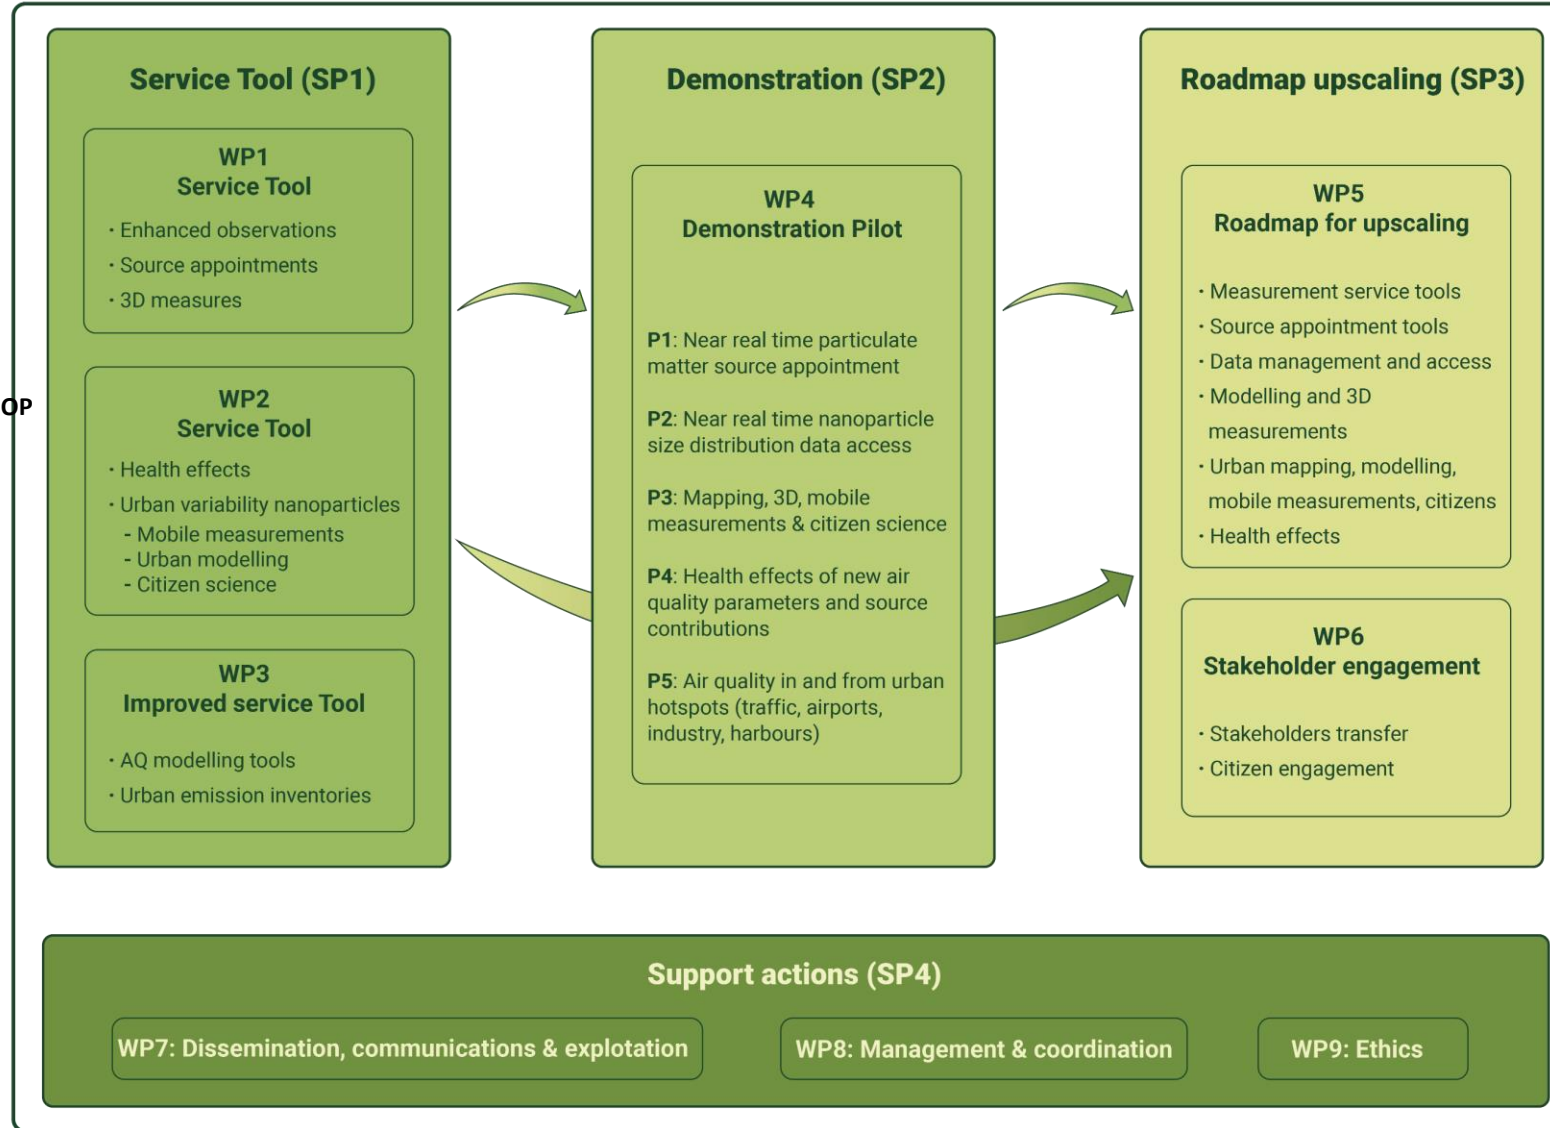 Service Tool (SP1)
WP1
Service Tool
· Enhanced observations
· Source appointments
· 3D measures
WP2
Service Tool
· Health effects
· Urban variability nanoparticles
- Mobile measurements
- Urban modelling
- Citizen science
WP3
Improved service Tool
· AQ modelling tools
· Urban emission inventories
OP
Demonstration (SP2)
WP4
Demonstration Pilot
P1: Near real time particulate
matter source appointment
P2: Near real time nanoparticle
size distribution data access
P3: Mapping, 3D, mobile
measurements & citizen science
P4: Health effects of new air
quality parameters and source
contributions
P5: Air quality in and from urban
hotspots (traffic, airports,
industry, harbours)
Roadmap upscaling (SP3)
WP5
Roadmap for upscaling
· Measurement service tools
· Source appointment tools
· Data management and access
· Modelling and 3D
measurements
· Urban mapping, modelling,
mobile measurements, citizens
· Health effects
WP6
Stakeholder engagement
· Stakeholders transfer
· Citizen engagement
Support actions (SP4)
WP7: Dissemination, communications & explotation
WP8: Management & coordination
WP9: Ethics